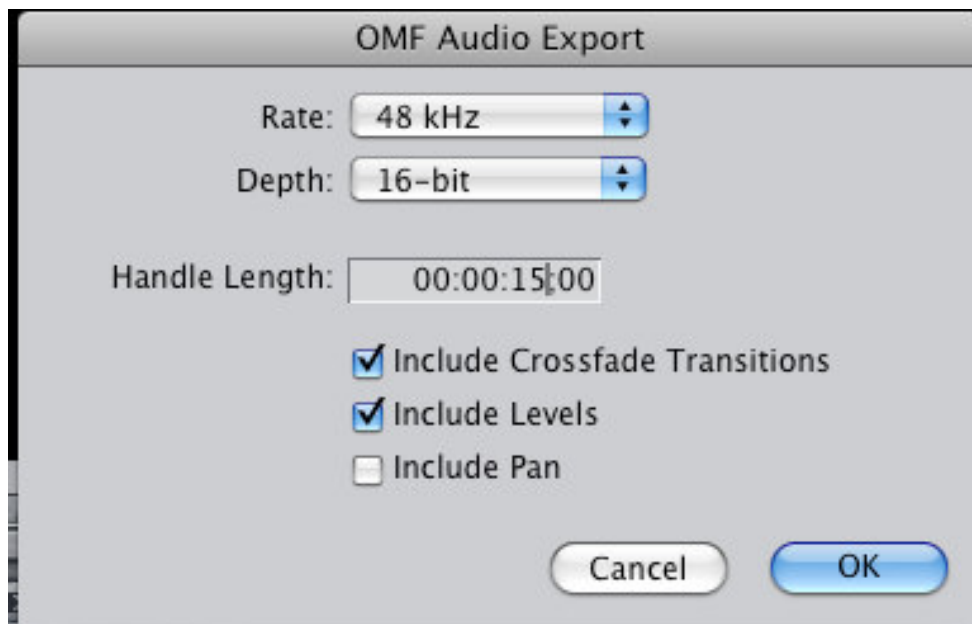 OMF Audio Export
Rate: 48 kHz
Depth: 16-bit
Handle Length: 00:00:15;00
Include Crossfade Transitions
Include Levels
Include Pan
Cancel OK